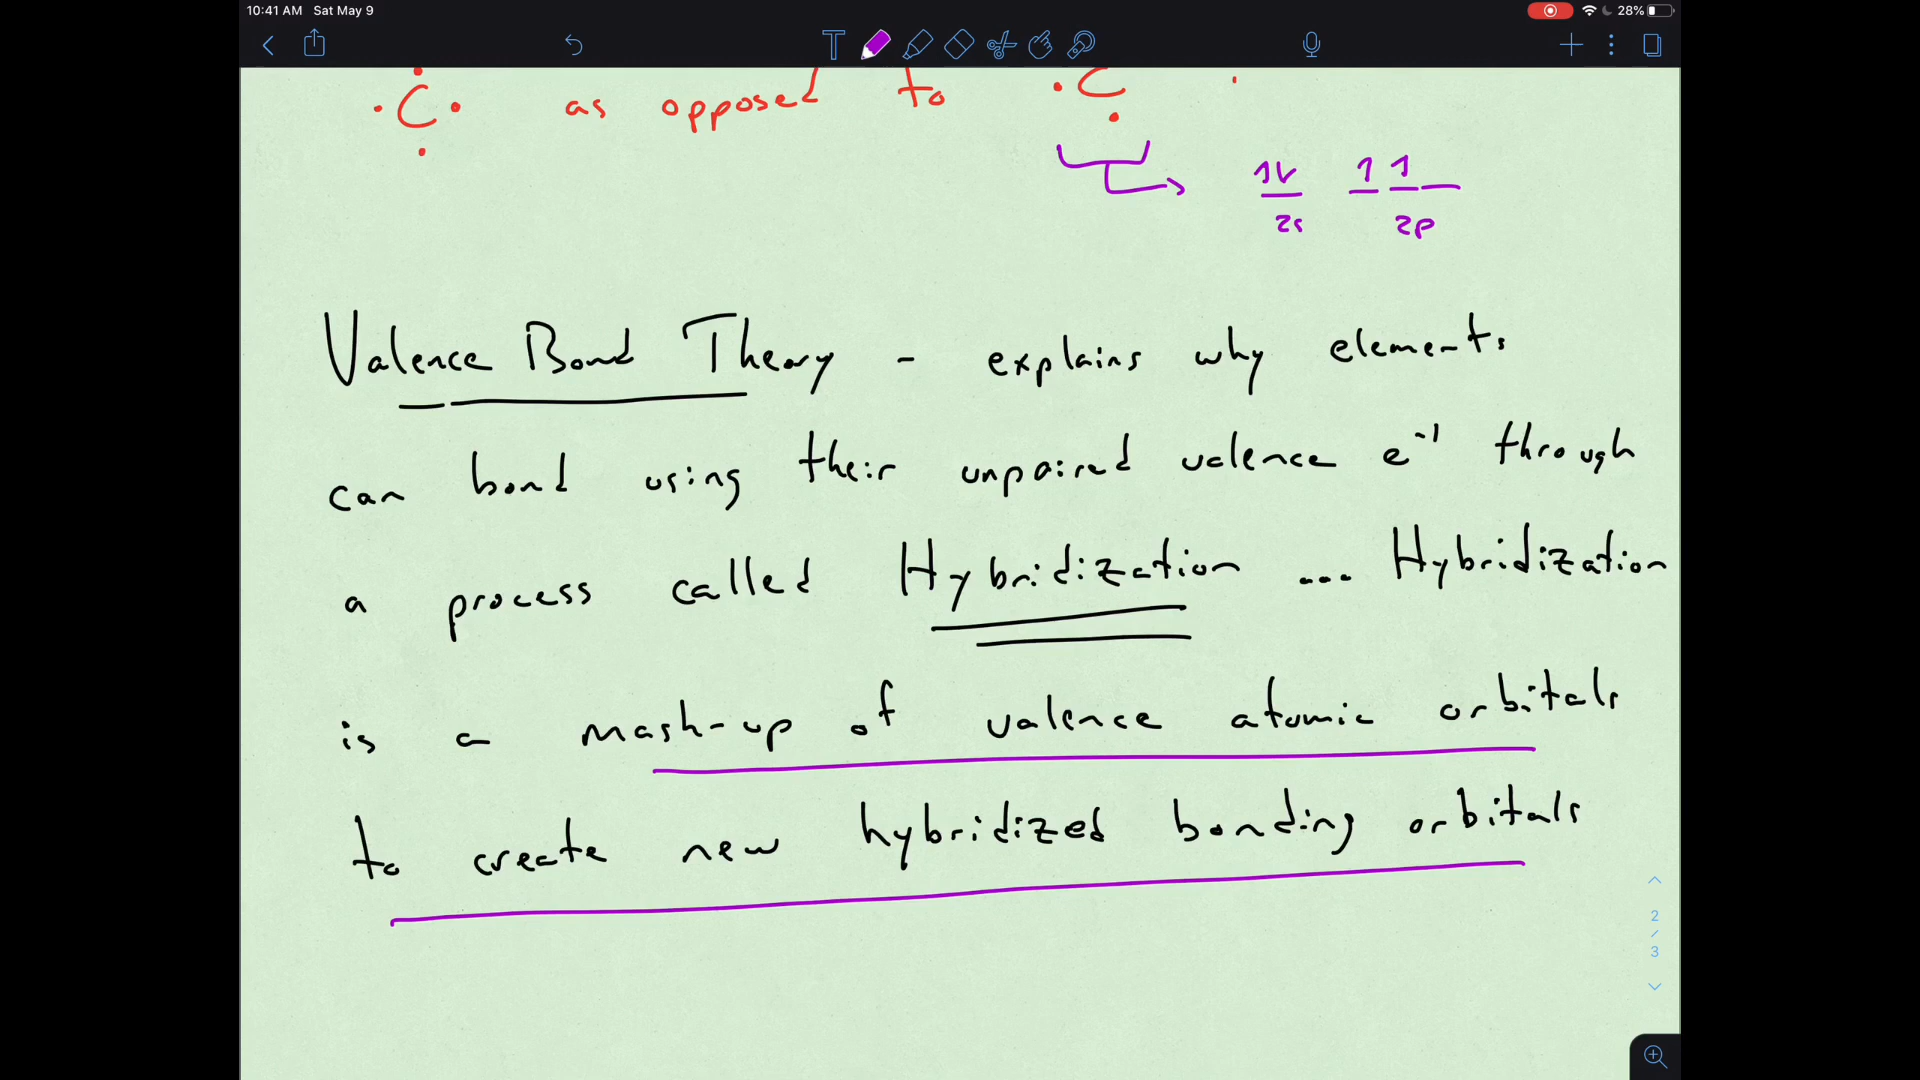 10:41 AM Sat May 9 28%
T
·C· as opposed to ·C
1l 1 1
2s 2p
Valence Bond Theory - explains why elements
can bond using their unpaired valence e⁻¹ through
a process called Hybridization ... Hybridization
is a mash-up of valence atomic orbitals
to create new hybridized bonding orbitals
2
/
3